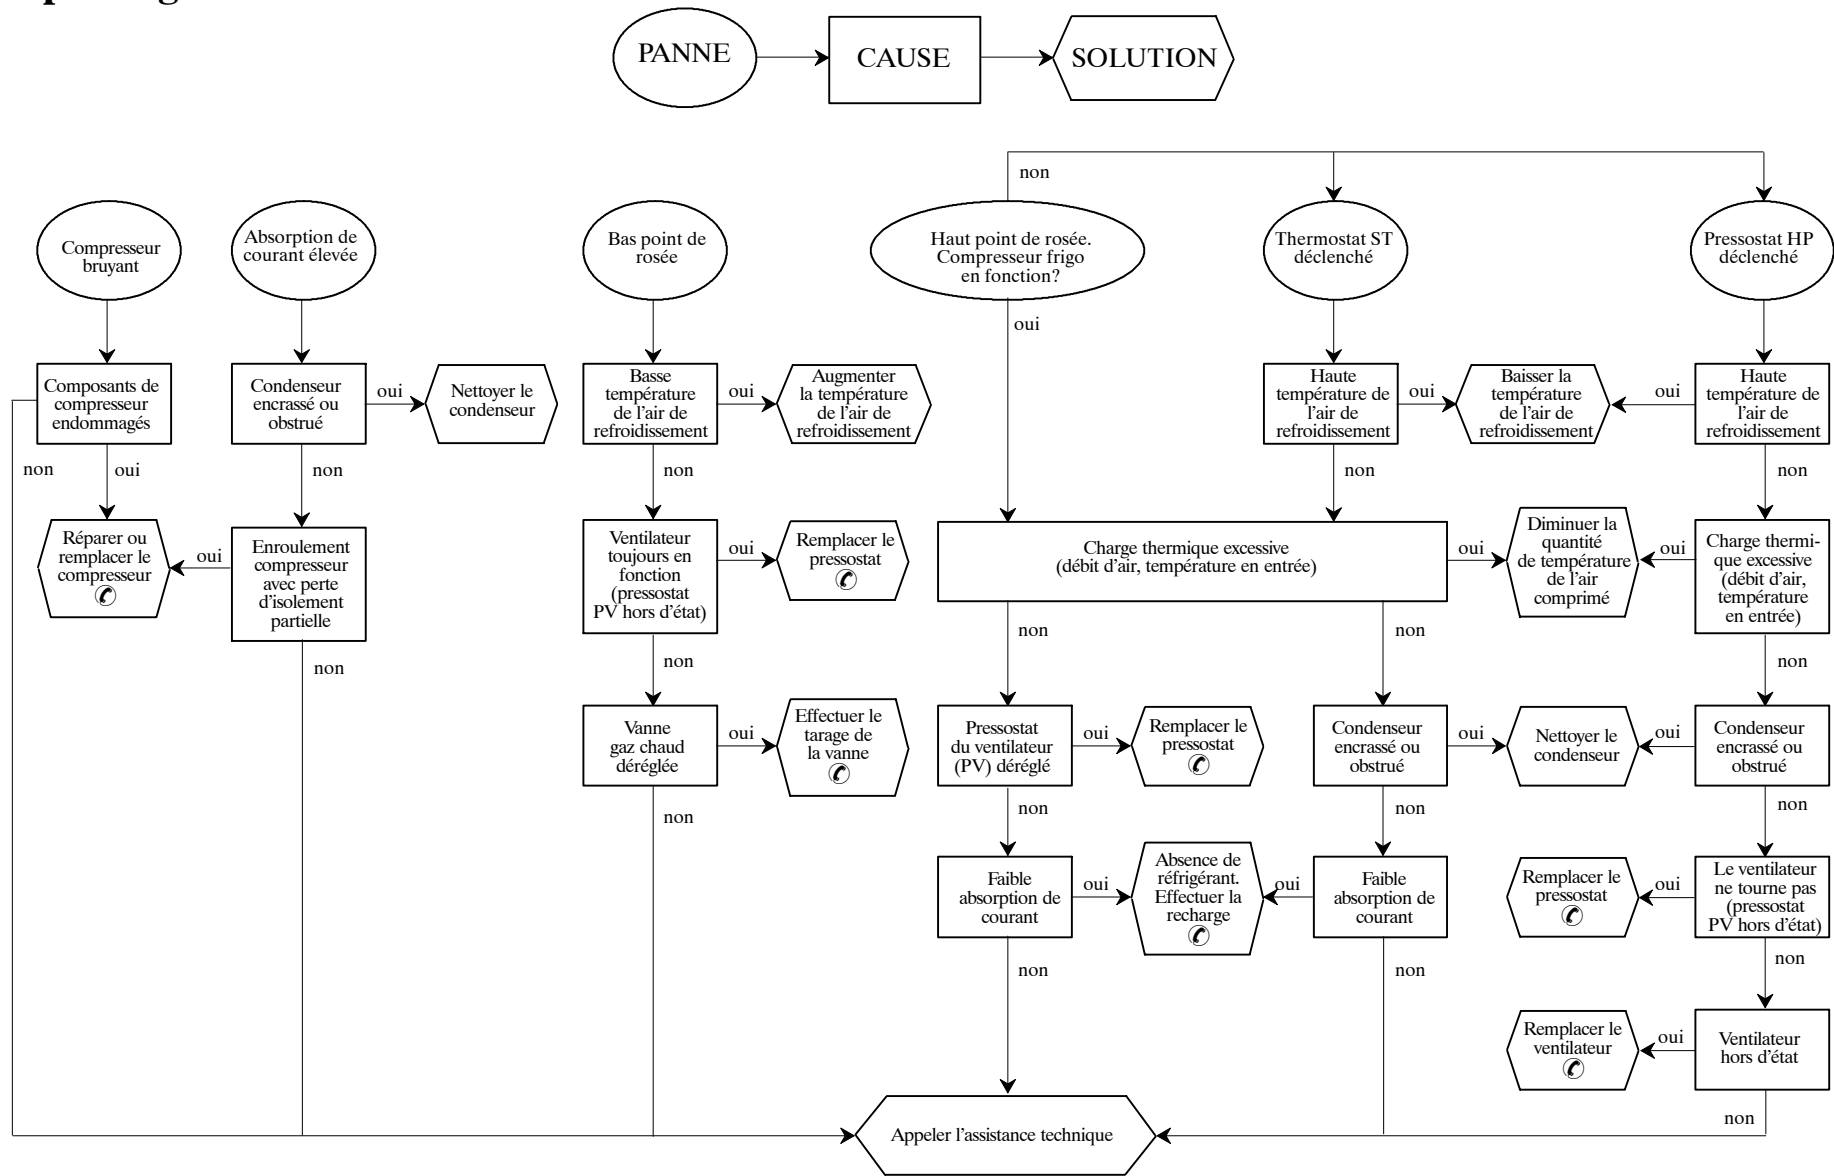 PANNE
CAUSE
SOLUTION
non
Compresseur
bruyant
Absorption de
courant élevée
Bas point de
rosée
Haut point de rosée.
Compresseur frigo
en fonction?
Thermostat ST
déclenché
Pressostat HP
déclenché
oui
Composants de
compresseur
endommagés
Condenseur
encrassé ou
obstrué
oui
Nettoyer le
condenseur
Basse
température
de l’air de
refroidissement
oui
Augmenter
la température
de l’air de
refroidissement
Haute
température de
l’air de
refroidissement
oui
Baisser la
température
de l’air de
refroidissement
oui
Haute
température de
l’air de
refroidissement
non
oui
non
non
non
non
Réparer ou
remplacer le
compresseur
oui
Enroulement
compresseur
avec perte
d’isolement
partielle
Ventilateur
toujours en
fonction
(pressostat
PV hors d’état)
oui
Remplacer le
pressostat
Charge thermique excessive
(débit d’air, température en entrée)
oui
Diminuer la
quantité
de température
de l’air
comprimé
oui
Charge thermi-
que excessive
(débit d’air,
température
en entrée)
non
non
non
non
non
Vanne
gaz chaud
déréglée
oui
Effectuer le
tarage de
la vanne
Pressostat
du ventilateur
(PV) déréglé
oui
Remplacer le
pressostat
Condenseur
encrassé ou
obstrué
oui
Nettoyer le
condenseur
oui
Condenseur
encrassé ou
obstrué
non
non
non
non
Faible
absorption de
courant
oui
Absence de
réfrigérant.
Effectuer la
recharge
oui
Faible
absorption de
courant
Remplacer le
pressostat
oui
Le ventilateur
ne tourne pas
(pressostat
PV hors d’état)
non
non
non
Remplacer le
ventilateur
oui
Ventilateur
hors d’état
non
Appeler l’assistance technique